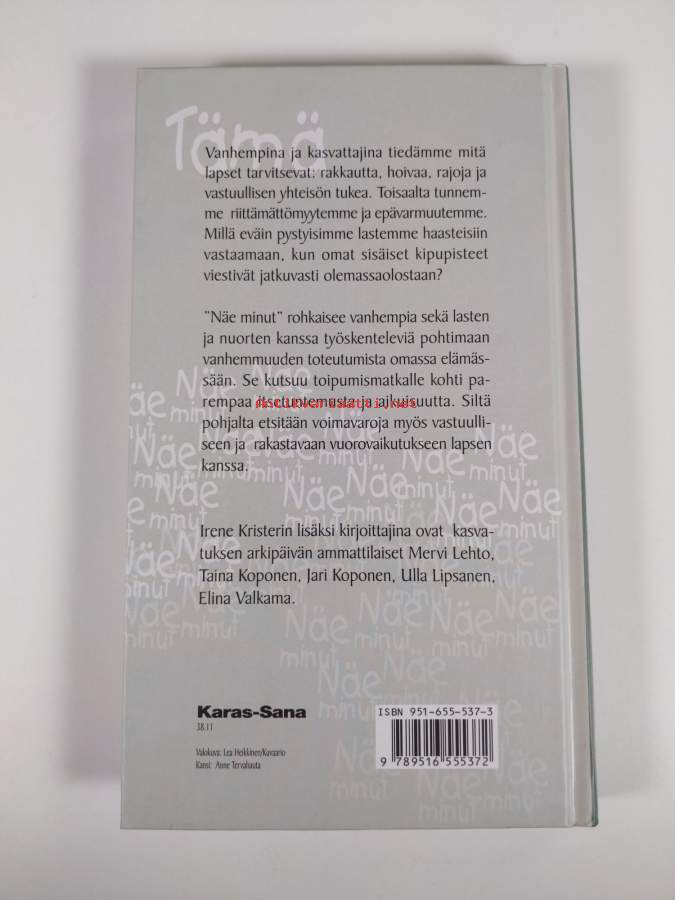 Tämä
Vanhempina ja kasvattajina tiedämme mitä
lapset tarvitsevat: rakkautta, hoivaa, rajoja ja
vastuullisen yhteisön tukea. Toisaalta tunnem-
me riittämättömyytemme ja epävarmuutemme.
Millä eväin pystyisimme lastemme haasteisiin
vastaamaan, kun omat sisäiset kipupisteet
viestivät jatkuvasti olemassaolostaan?
"Näe minut" rohkaisee vanhempia sekä lasten
ja nuorten kanssa työskenteleviä pohtimaan
vanhemmuuden toteutumista omassa elämäs-
sään. Se kutsuu toipumismatkalle kohti pa-
rempaa itsetuntemusta ja aikuisuutta. Siltä
pohjalta etsitään voimavaroja myös vastuulli-
seen ja rakastavaan vuorovaikutukseen lapsen
kanssa.
Irene Kristerin lisäksi kirjoittajina ovat kasva-
tuksen arkipäivän ammattilaiset Mervi Lehto,
Taina Koponen, Jari Koponen, Ulla Lipsanen,
Elina Valkama.
Näe minut
Karas-Sana
38.11
Valokuva: Lea Heikkinen/Kuvaario
Kansi: Anne Tervahauta
ISBN 951-655-537-3
9 789516 555372